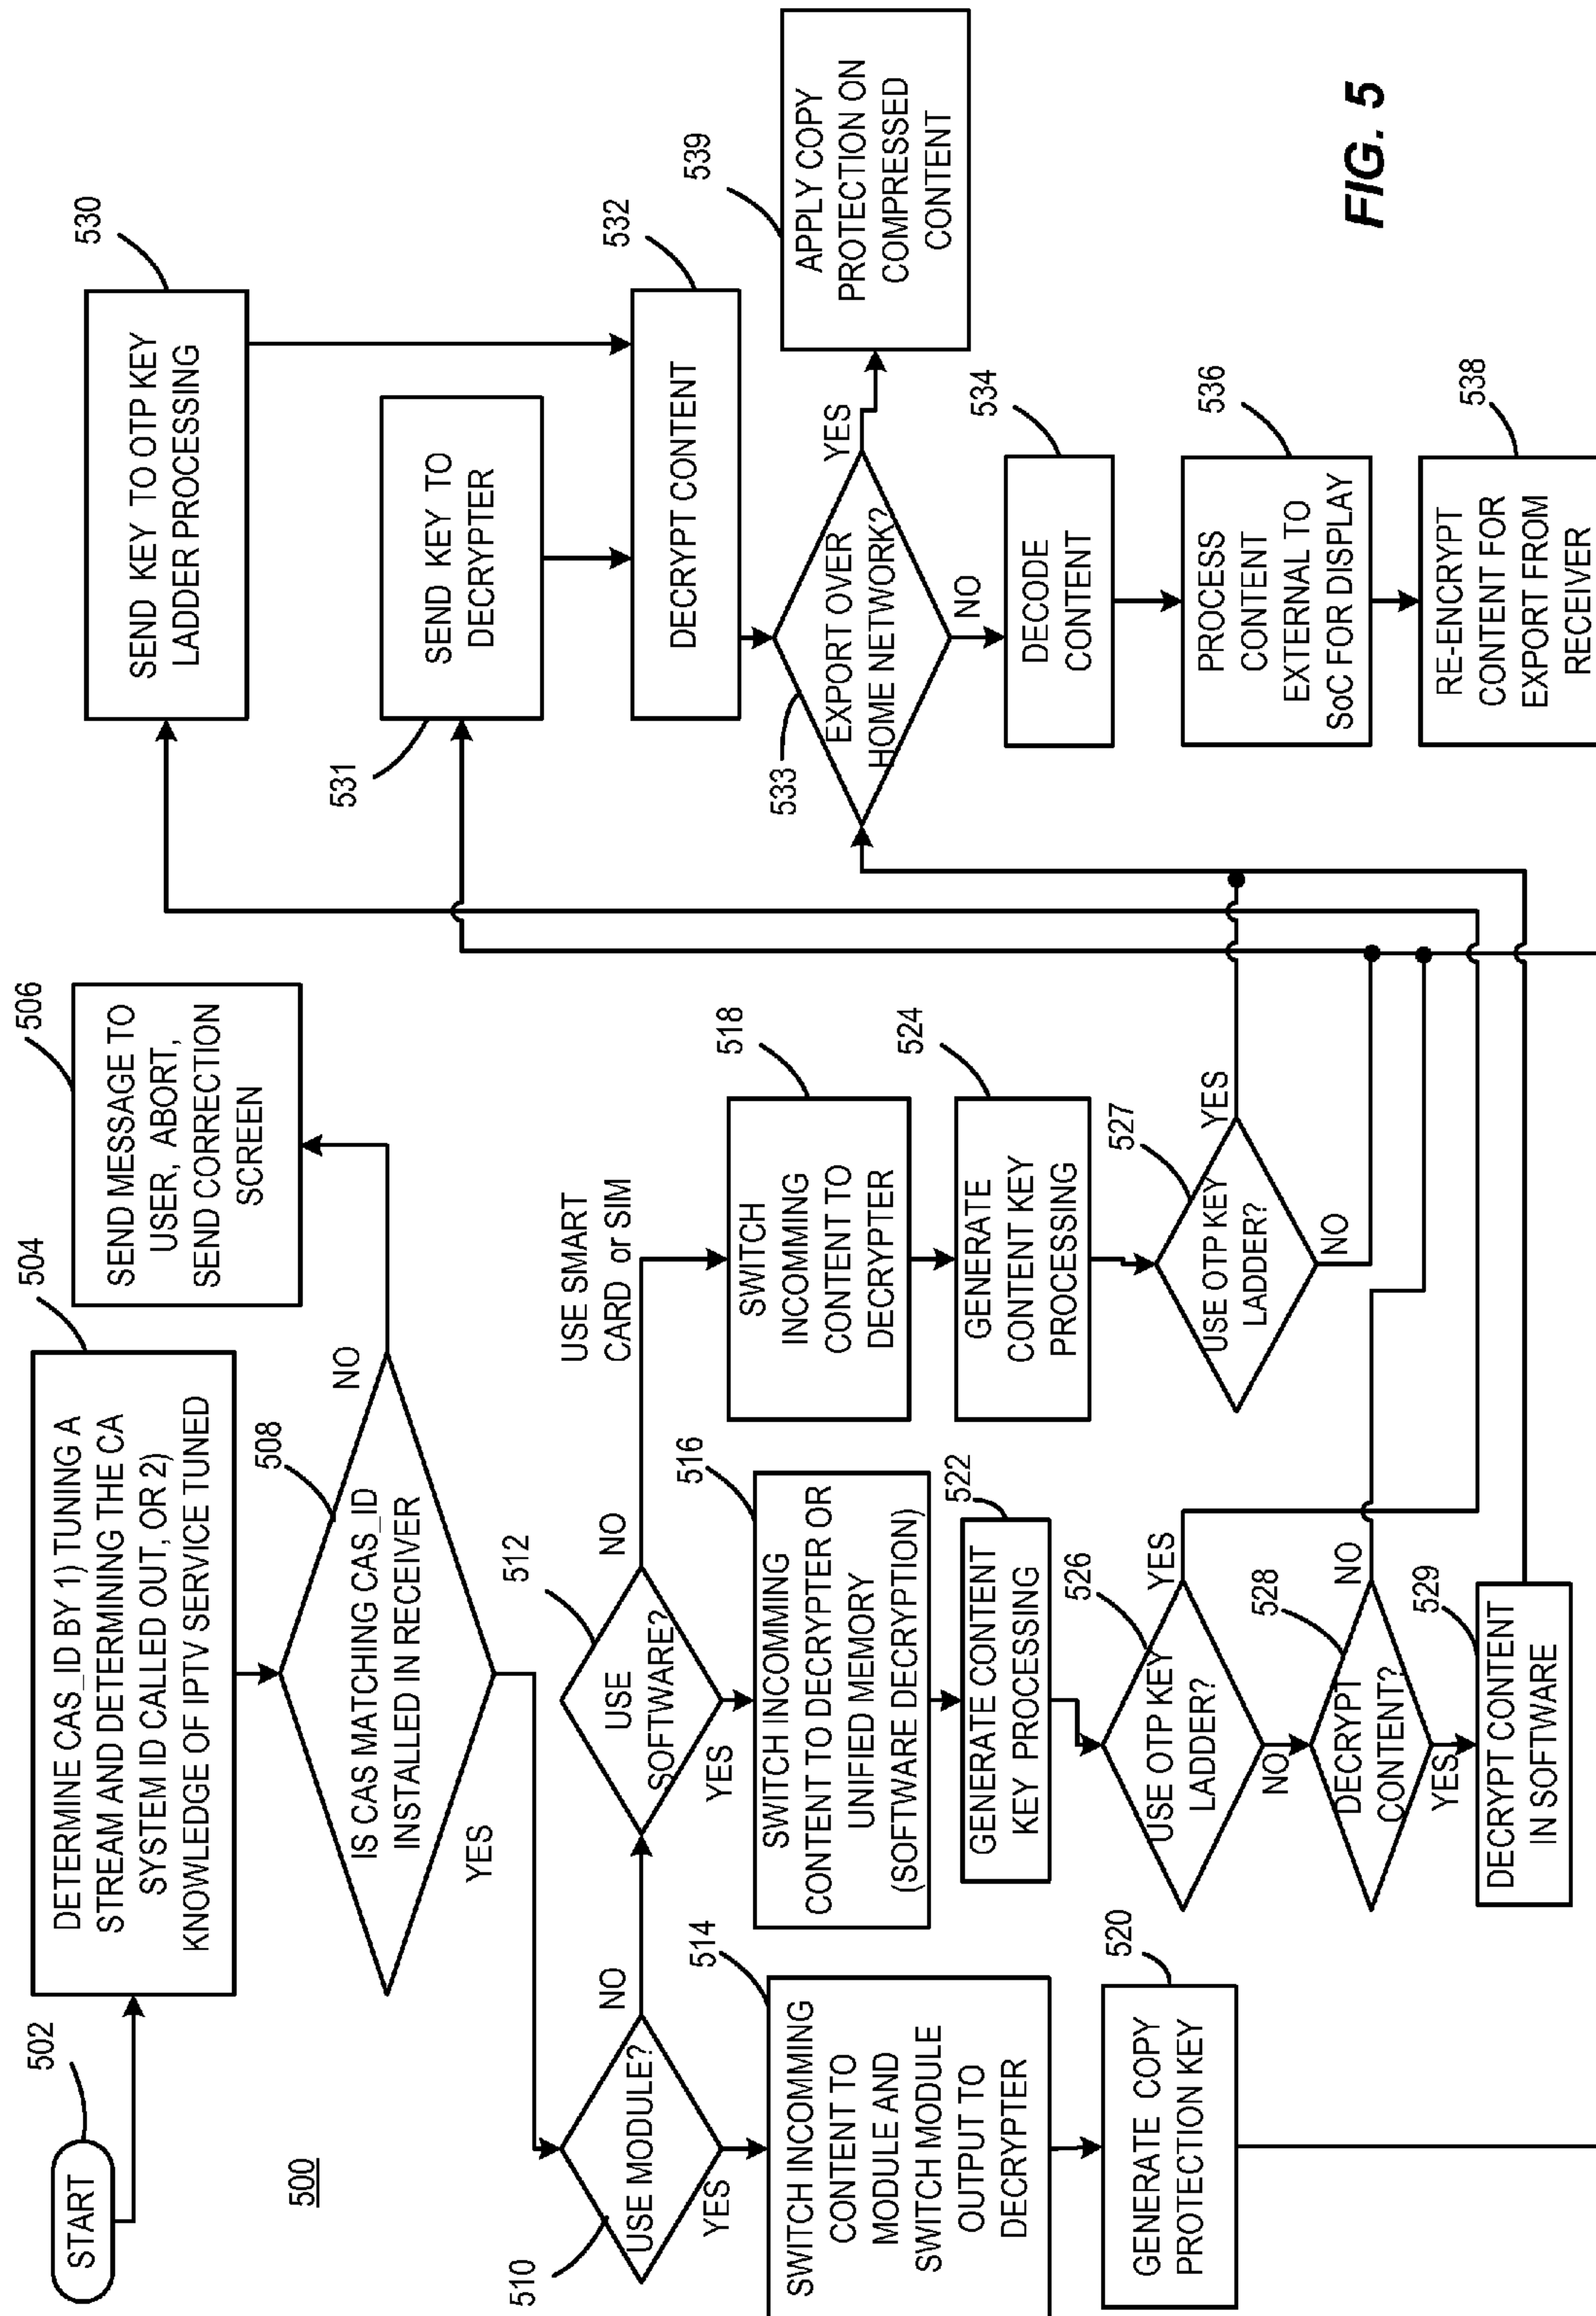 START
502
500
DETERMINE CAS_ID BY 1) TUNING A
STREAM AND DETERMINING THE CA
SYSTEM ID CALLED OUT, OR 2)
KNOWLEDGE OF IPTV SERVICE TUNED
504
SEND MESSAGE TO
USER, ABORT,
SEND CORRECTION
SCREEN
506
IS CAS MATCHING CAS_ID
INSTALLED IN RECEIVER
508
NO
YES
USE MODULE?
510
NO
YES
USE
SOFTWARE?
512
NO
YES
USE SMART
CARD or SIM
SWITCH INCOMMING
CONTENT TO
MODULE AND
SWITCH MODULE
OUTPUT TO
DECRYPTER
514
SWITCH INCOMMING
CONTENT TO DECRYPTER OR
UNIFIED MEMORY
(SOFTWARE DECRYPTION)
516
SWITCH
INCOMMING
CONTENT TO
DECRYPTER
518
GENERATE COPY
PROTECTION KEY
520
GENERATE CONTENT
KEY PROCESSING
522
GENERATE
CONTENT KEY
PROCESSING
524
USE OTP KEY
LADDER?
526
YES
NO
USE OTP KEY
LADDER?
527
YES
NO
DECRYPT
CONTENT?
528
NO
YES
DECRYPT CONTENT
IN SOFTWARE
529
SEND KEY TO OTP KEY
LADDER PROCESSING
530
SEND KEY TO
DECRYPTER
531
DECRYPT CONTENT
532
EXPORT OVER
HOME NETWORK?
533
YES
NO
APPLY COPY
PROTECTION ON
COMPRESSED
CONTENT
539
DECODE
CONTENT
534
PROCESS
CONTENT
EXTERNAL TO
SoC FOR DISPLAY
536
RE-ENCRYPT
CONTENT FOR
EXPORT FROM
RECEIVER
538
FIG. 5